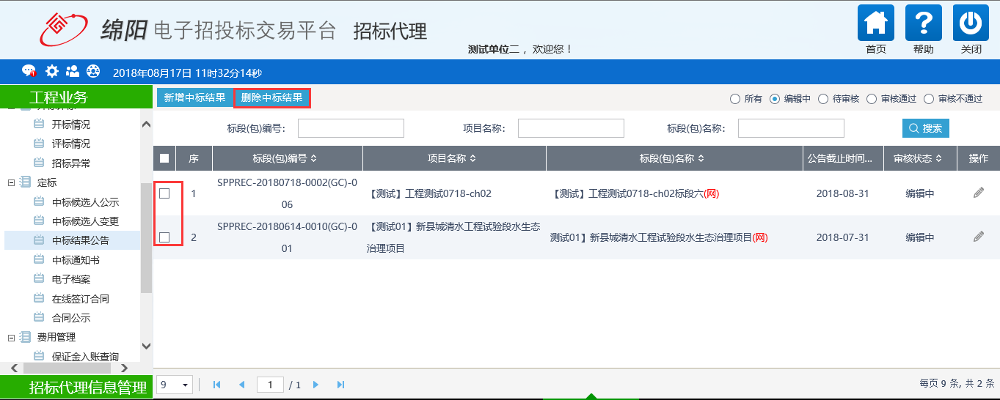 绵阳 电子招投标交易平台 招标代理
测试单位二 ，欢迎您！
首页 帮助 关闭
2018年08月17日 11时32分14秒
工程业务
开标情况
评标情况
招标异常
定标
中标候选人公示
中标候选人变更
中标结果公告
中标通知书
电子档案
在线签订合同
合同公示
费用管理
保证金入账查询
招标代理信息管理
新增中标结果 删除中标结果 所有 编辑中 待审核 审核通过 审核不通过
标段(包)编号： 项目名称： 标段(包)名称： 搜索
序 标段(包)编号 项目名称 标段(包)名称 公告截止时间... 审核状态 操作
1 SPPREC-20180718-0002(GC)-0
06 【测试】工程测试0718-ch02 【测试】工程测试0718-ch02标段六(网) 2018-08-31 编辑中
2 SPPREC-20180614-0010(GC)-0
01 【测试01】新县城清水工程试验段水生态
治理项目 测试01】新县城清水工程试验段水生态治理项目(网) 2018-07-31 编辑中
9 1 / 1 每页 9 条, 共 2 条